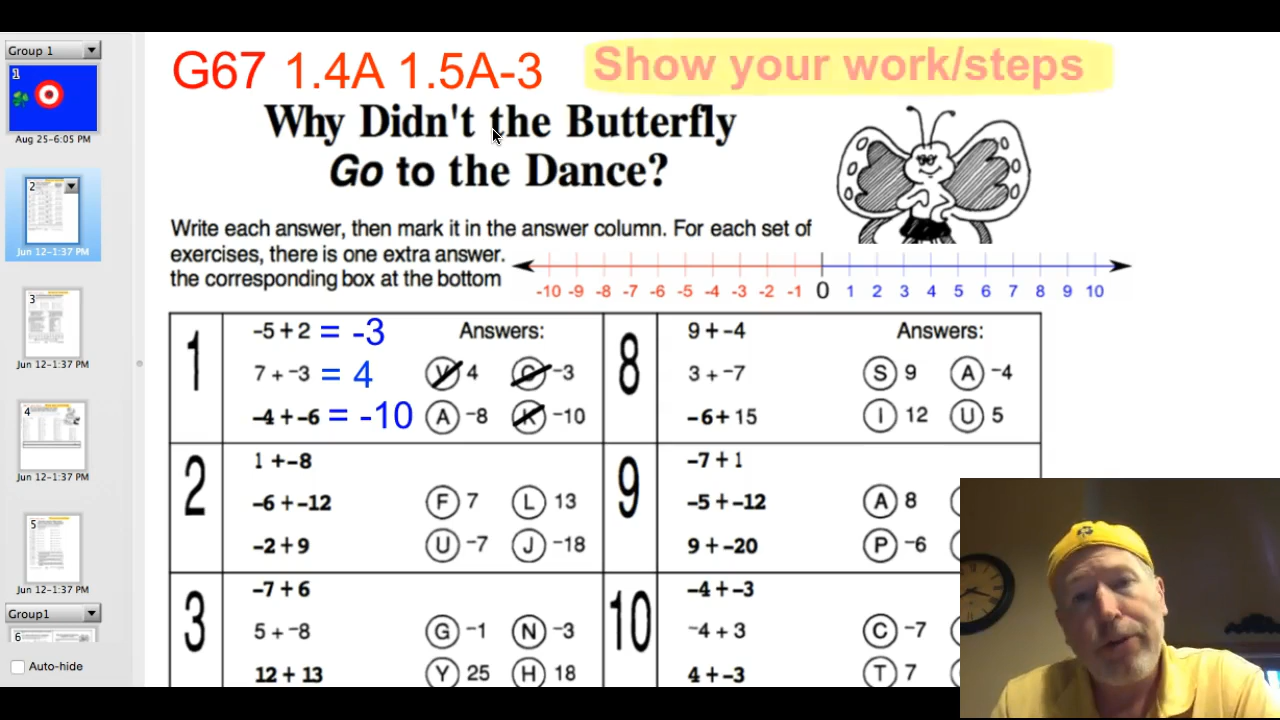 Group 1
1
Aug 25-6:05 PM
2
Jun 12-1:37 PM
3
Jun 12-1:37 PM
4
Jun 12-1:37 PM
5
Jun 12-1:37 PM
Group1
6
Auto-hide
G67 1.4A 1.5A-3
Show your work/steps
Why Didn't the Butterfly
Go to the Dance?
Write each answer, then mark it in the answer column. For each set of
exercises, there is one extra answer.
the corresponding box at the bottom
-10 -9 -8 -7 -6 -5 -4 -3 -2 -1 0 1 2 3 4 5 6 7 8 9 10
1
-5 + 2 = -3
Answers:
7 + -3 = 4
V 4 O -3
-4 + -6 = -10
A -8 K -10
2
1 + -8
-6 + -12
F 7 L 13
-2 + 9
U -7 J -18
3
-7 + 6
5 + -8
G -1 N -3
12 + 13
Y 25 H 18
8
9 + -4
Answers:
3 + -7
S 9 A -4
-6 + 15
I 12 U 5
9
-7 + 1
-5 + -12
A 8
9 + -20
P -6
10
-4 + -3
-4 + 3
C -7
4 + -3
T 7